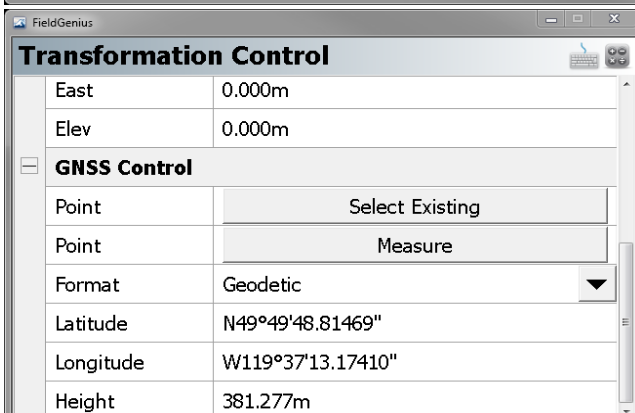 FieldGenius
Transformation Control
East 0.000m
Elev 0.000m
GNSS Control
Point Select Existing
Point Measure
Format Geodetic
Latitude N49°49'48.81469"
Longitude W119°37'13.17410"
Height 381.277m